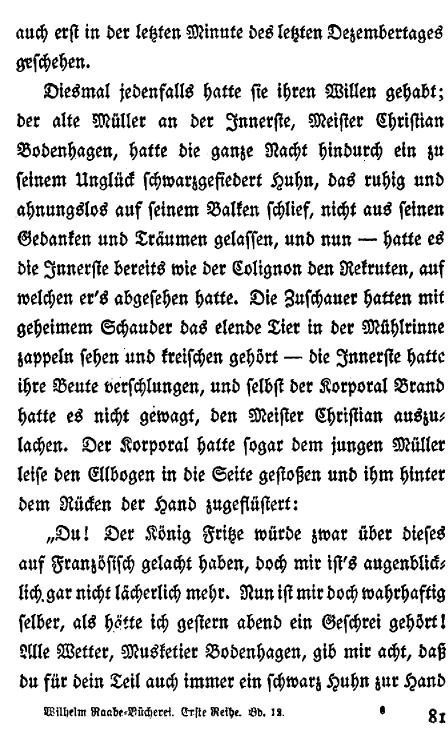 auch erst in der letzten Minute des letzten Dezembertages
geschehen.
Diesmal jedenfalls hatte sie ihren Willen gehabt;
der alte Müller an der Innerste, Meister Christian
Bodenhagen, hatte die ganze Nacht hindurch ein zu
seinem Unglück schwarzgefiedert Huhn, das ruhig und
ahnungslos auf seinem Balken schlief, nicht aus seinen
Gedanken und Träumen gelassen, und nun — hatte es
die Innerste bereits wie der Colignon den Rekruten, auf
welchen er's abgesehen hatte. Die Zuschauer hatten mit
geheimem Schauder das elende Tier in der Mühlrinne
zappeln sehen und kreischen gehört — die Innerste hatte
ihre Beute verschlungen, und selbst der Korporal Brand
hatte es nicht gewagt, den Meister Christian auszu-
lachen. Der Korporal hatte sogar dem jungen Müller
leise den Ellbogen in die Seite gestoßen und ihm hinter
dem Rücken der Hand zugeflüstert:
„Du! Der König Fritze würde zwar über dieses
auf Französisch gelacht haben, doch mir ist's augenblick-
lich gar nicht lächerlich mehr. Nun ist mir doch wahrhaftig
selber, als hätte ich gestern abend ein Geschrei gehört!
Alle Wetter, Musketier Bodenhagen, gib mir acht, daß
du für dein Teil auch immer ein schwarz Huhn zur Hand
Wilhelm Raabe-Bücherei. Erste Reihe. Bd. 12. 6
81